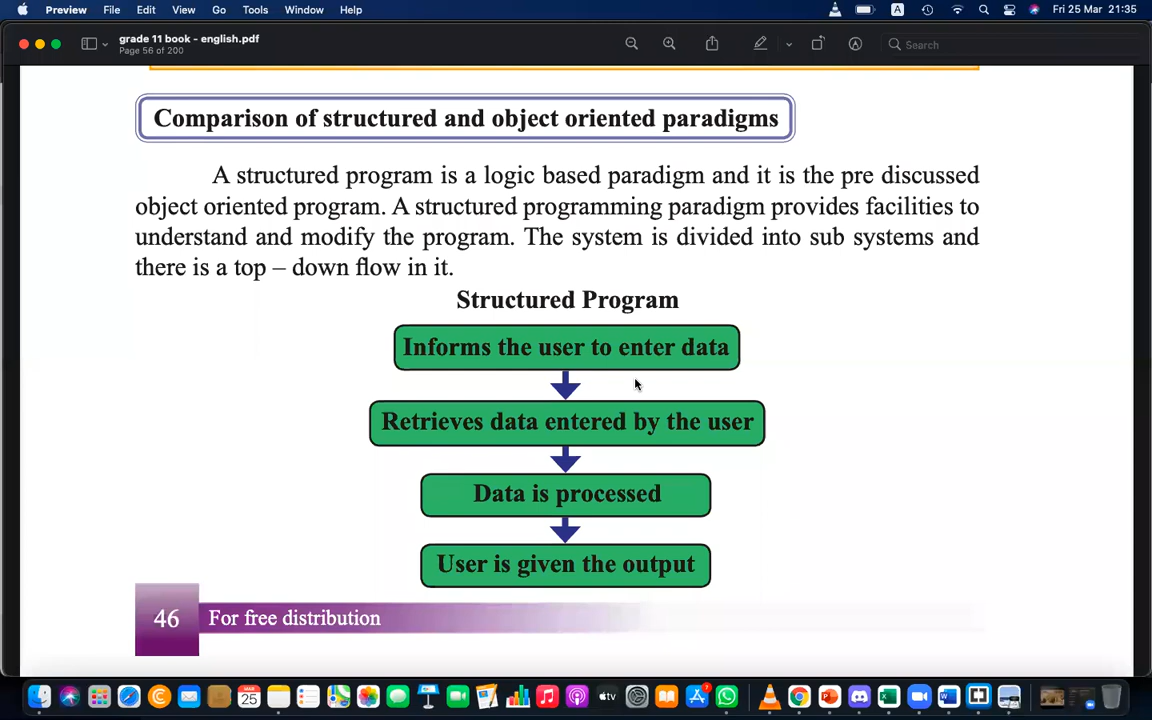 Preview File Edit View Go Tools Window Help A Fri 25 Mar 21:35
grade 11 book - english.pdf
Page 56 of 200
Search
Comparison of structured and object oriented paradigms
A structured program is a logic based paradigm and it is the pre discussed
object oriented program. A structured programming paradigm provides facilities to
understand and modify the program. The system is divided into sub systems and
there is a top – down flow in it.
Structured Program
Informs the user to enter data
Retrieves data entered by the user
Data is processed
User is given the output
46 For free distribution
MAR
25
tv